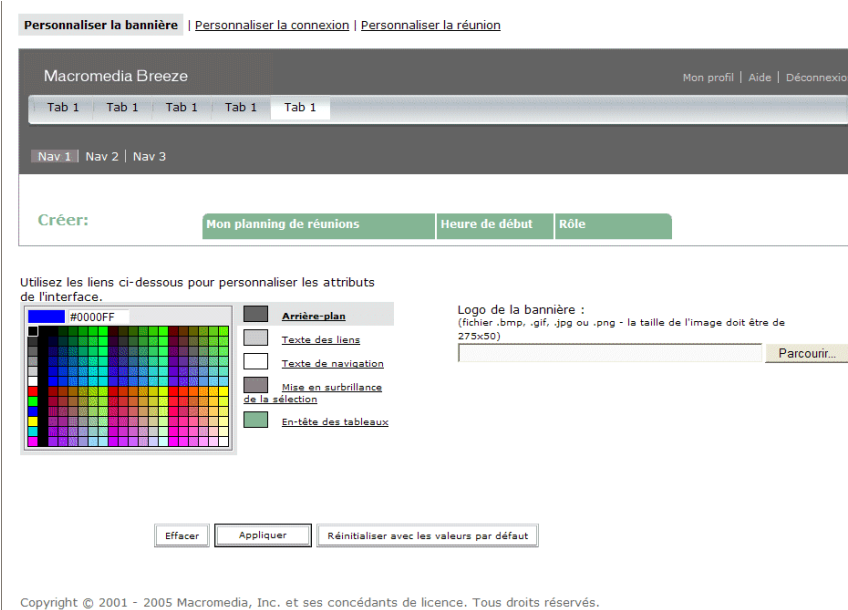 Personnaliser la bannière | Personnaliser la connexion | Personnaliser la réunion
Macromedia Breeze
Mon profil | Aide | Déconnexio
Tab 1 Tab 1 Tab 1 Tab 1 Tab 1
Nav 1 | Nav 2 | Nav 3
Créer:
Mon planning de réunions Heure de début Rôle
Utilisez les liens ci-dessous pour personnaliser les attributs
de l'interface.
#0000FF
Arrière-plan
Texte des liens
Texte de navigation
Mise en surbrillance
de la sélection
En-tête des tableaux
Logo de la bannière :
(fichier .bmp, .gif, .jpg ou .png - la taille de l'image doit être de
275x50)
Parcourir...
Effacer Appliquer Réinitialiser avec les valeurs par défaut
Copyright © 2001 - 2005 Macromedia, Inc. et ses concédants de licence. Tous droits réservés.